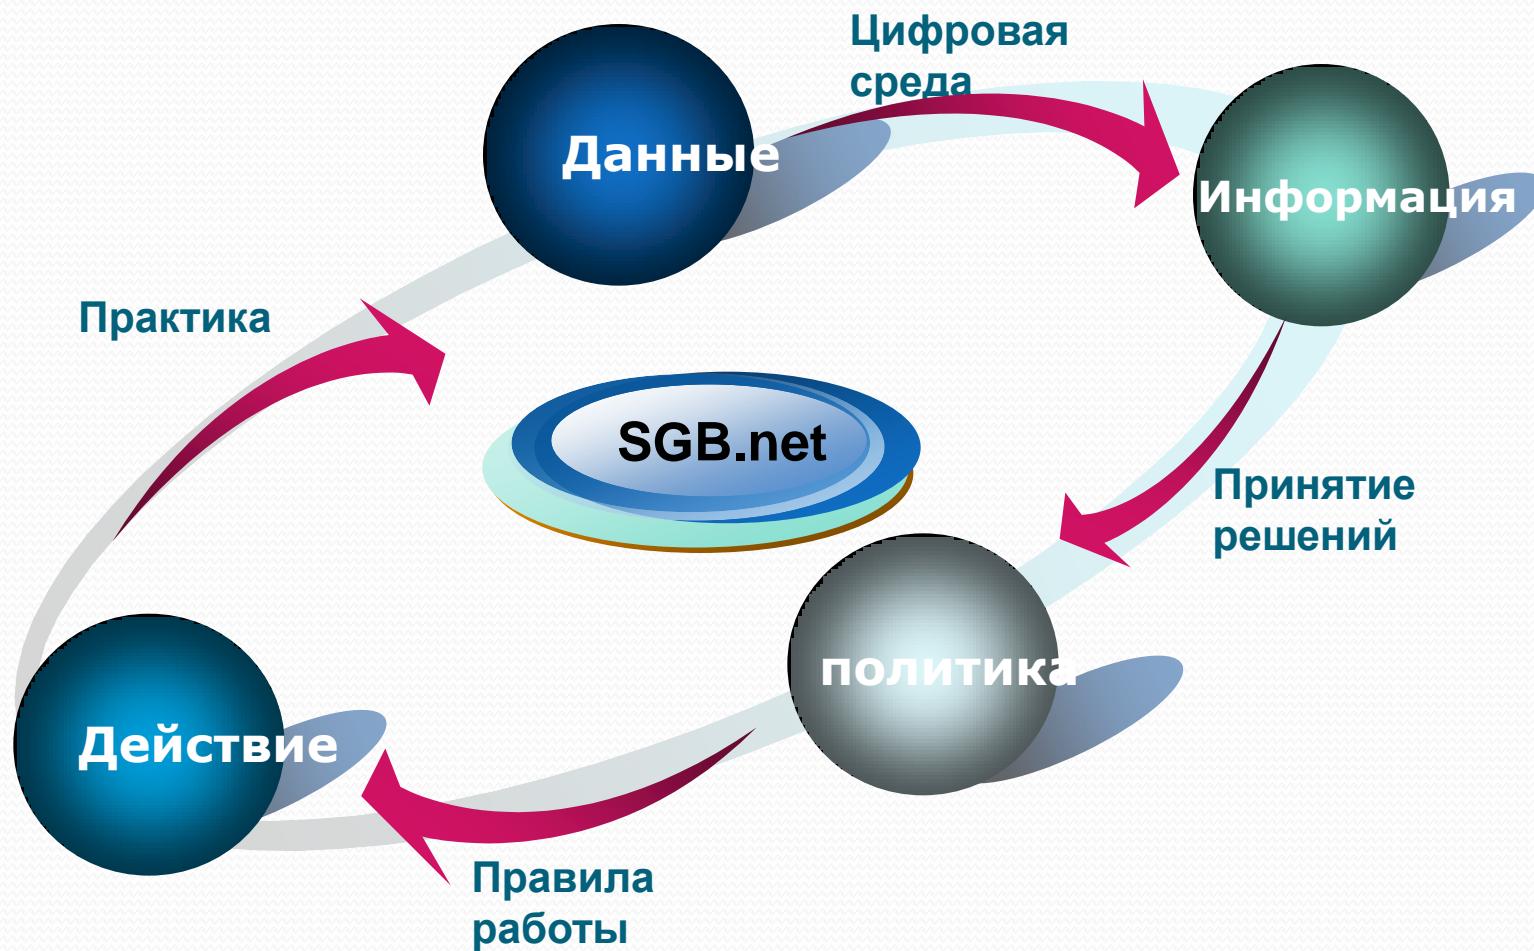 Цифровая
среда
Данные
Информация
Практика
SGB.net
Принятие
решений
политика
Действие
Правила
работы